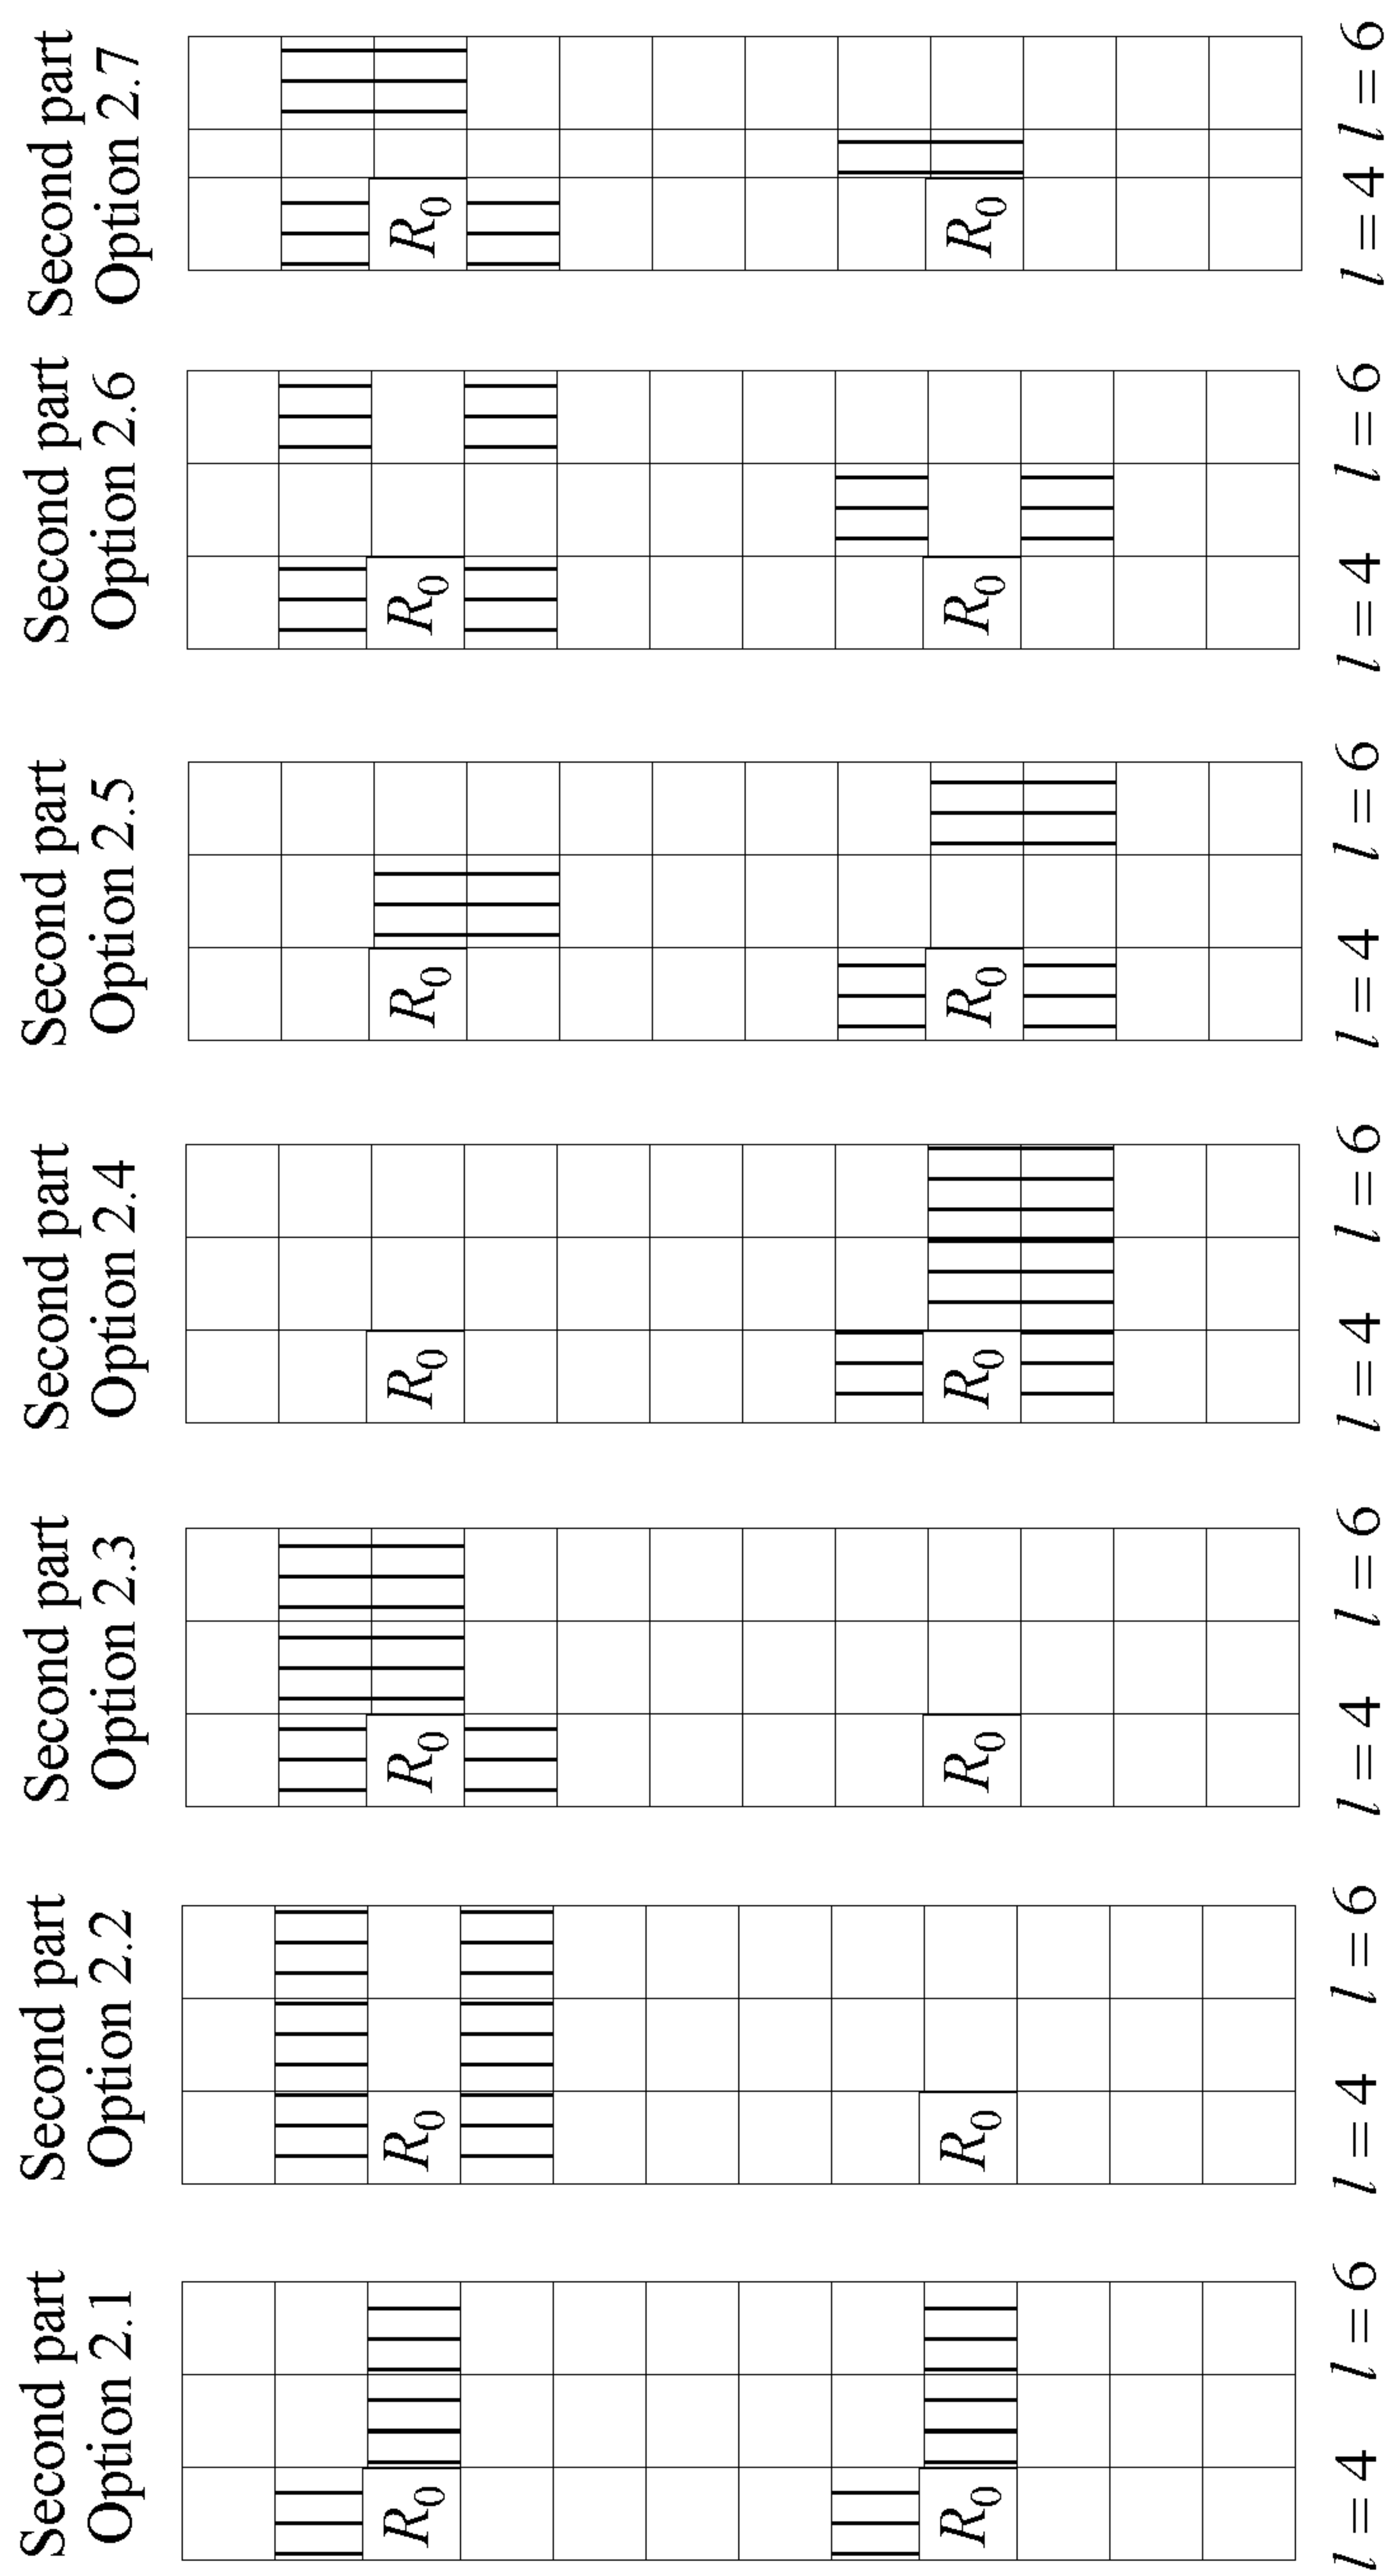 Second part
Option 2.1
R₀
R₀
l = 4 l = 6
Second part
Option 2.2
R₀
R₀
l = 4 l = 6
Second part
Option 2.3
R₀
R₀
l = 4 l = 6
Second part
Option 2.4
R₀
R₀
l = 4 l = 6
Second part
Option 2.5
R₀
R₀
l = 4 l = 6
Second part
Option 2.6
R₀
R₀
l = 4 l = 6
Second part
Option 2.7
R₀
R₀
l = 4 l = 6